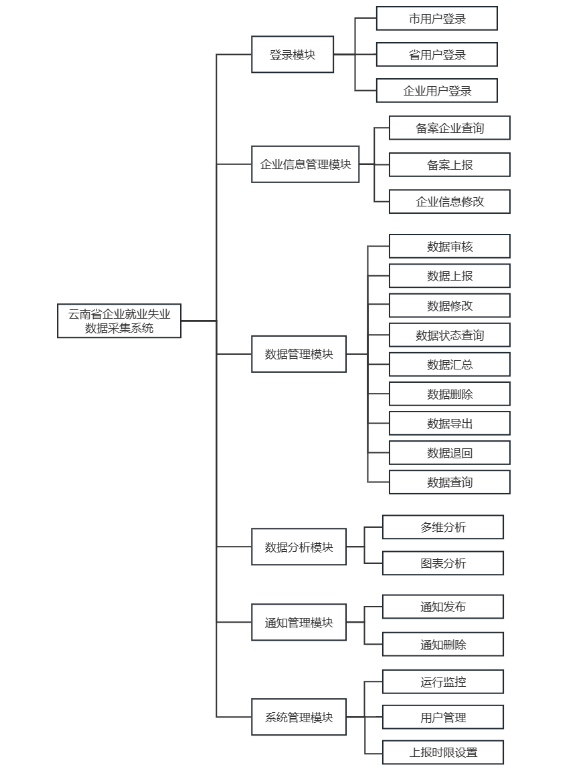 云南省企业就业失业
数据采集系统
登录模块
市用户登录
省用户登录
企业用户登录
企业信息管理模块
备案企业查询
备案上报
企业信息修改
数据管理模块
数据审核
数据上报
数据修改
数据状态查询
数据汇总
数据删除
数据导出
数据退回
数据查询
数据分析模块
多维分析
图表分析
通知管理模块
通知发布
通知删除
系统管理模块
运行监控
用户管理
上报时限设置